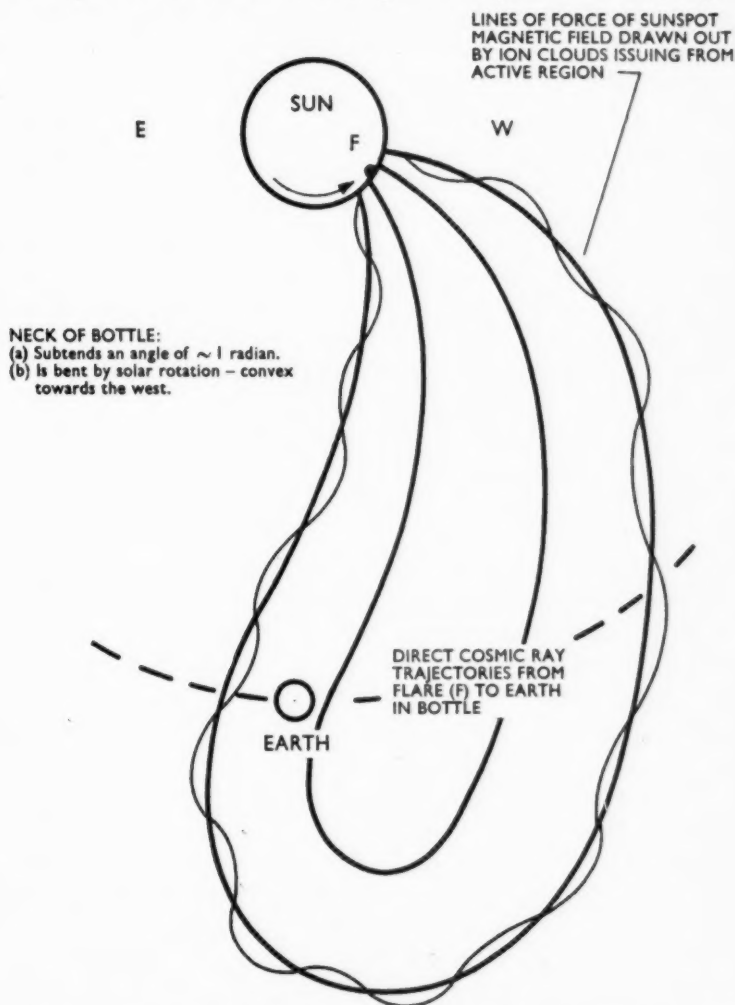 LINES OF FORCE OF SUNSPOT
MAGNETIC FIELD DRAWN OUT
BY ION CLOUDS ISSUING FROM
ACTIVE REGION
SUN
E
W
F
NECK OF BOTTLE:
(a) Subtends an angle of ~ 1 radian.
(b) Is bent by solar rotation – convex
towards the west.
DIRECT COSMIC RAY
TRAJECTORIES FROM
FLARE (F) TO EARTH
IN BOTTLE
EARTH